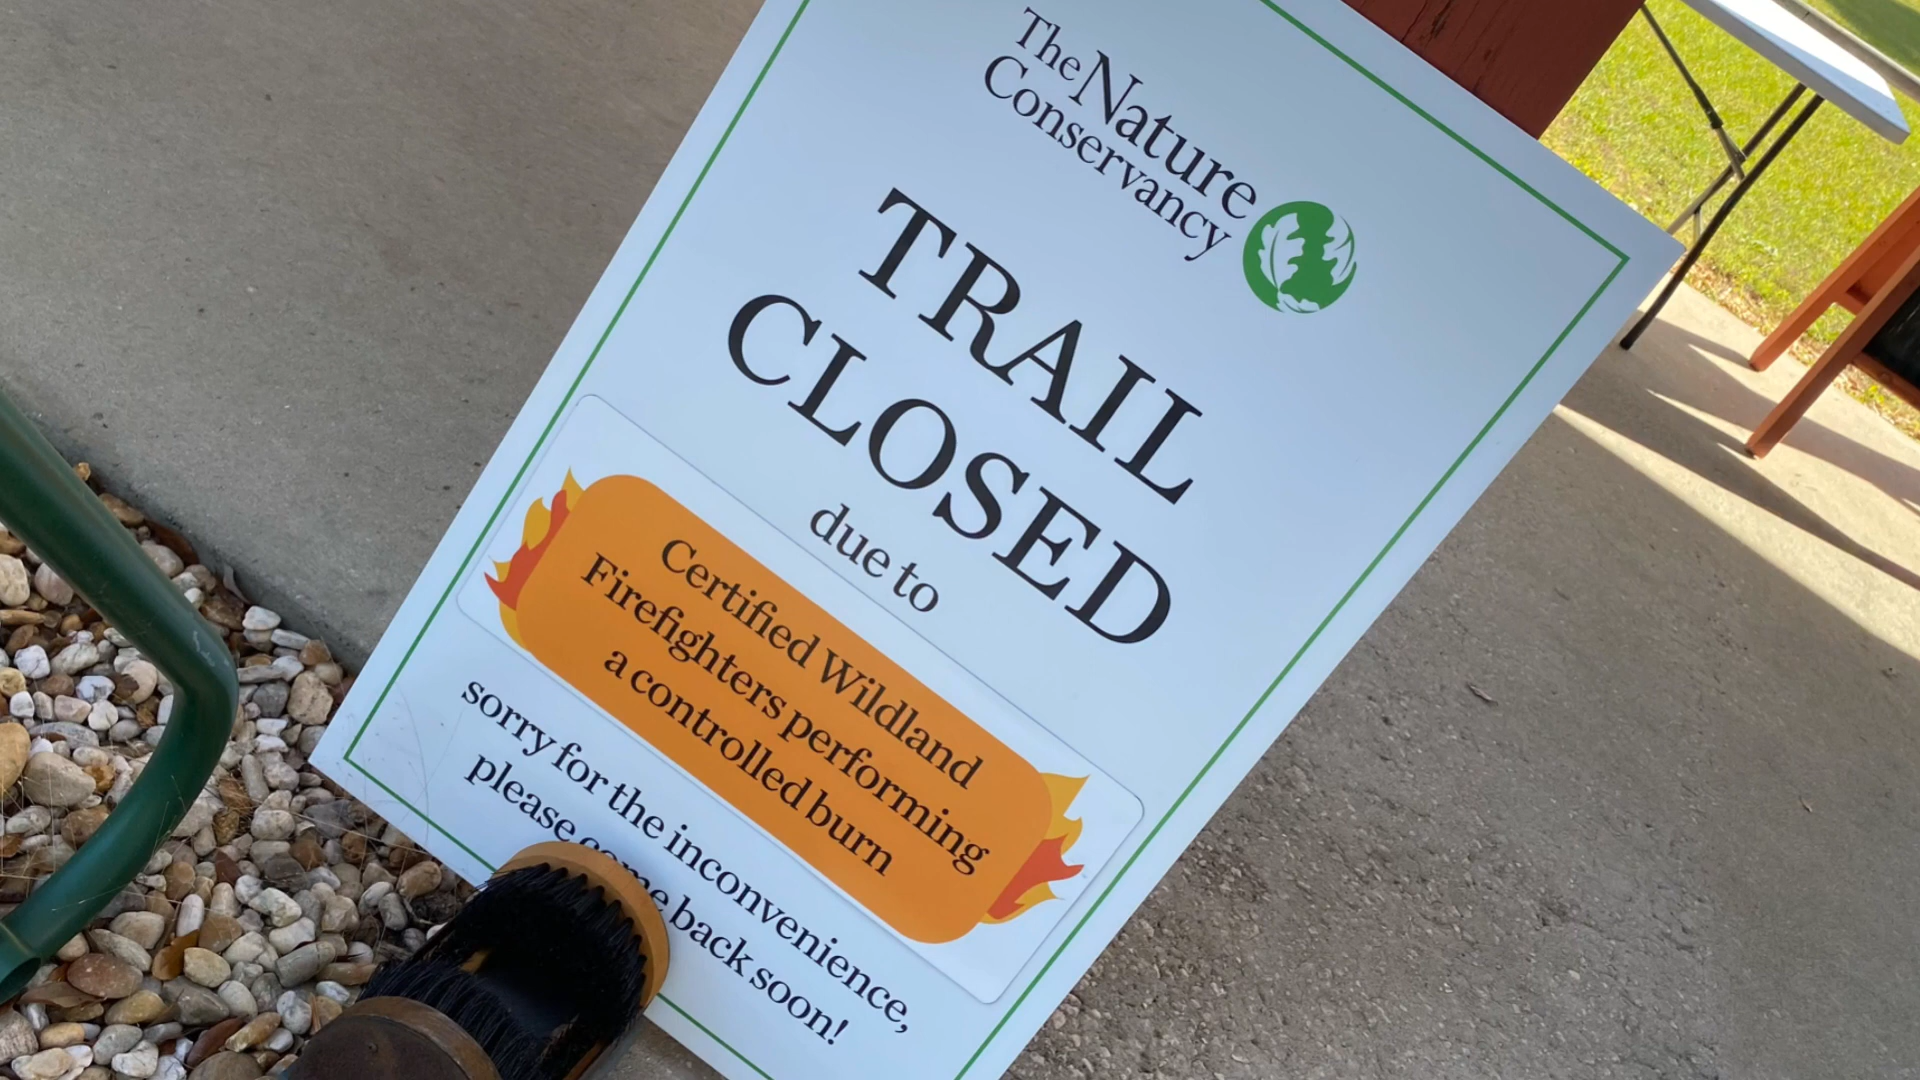 The Nature
Conservancy
TRAIL
CLOSED
due to
Certified Wildland
Firefighters performing
a controlled burn
sorry for the inconvenience,
please come back soon!